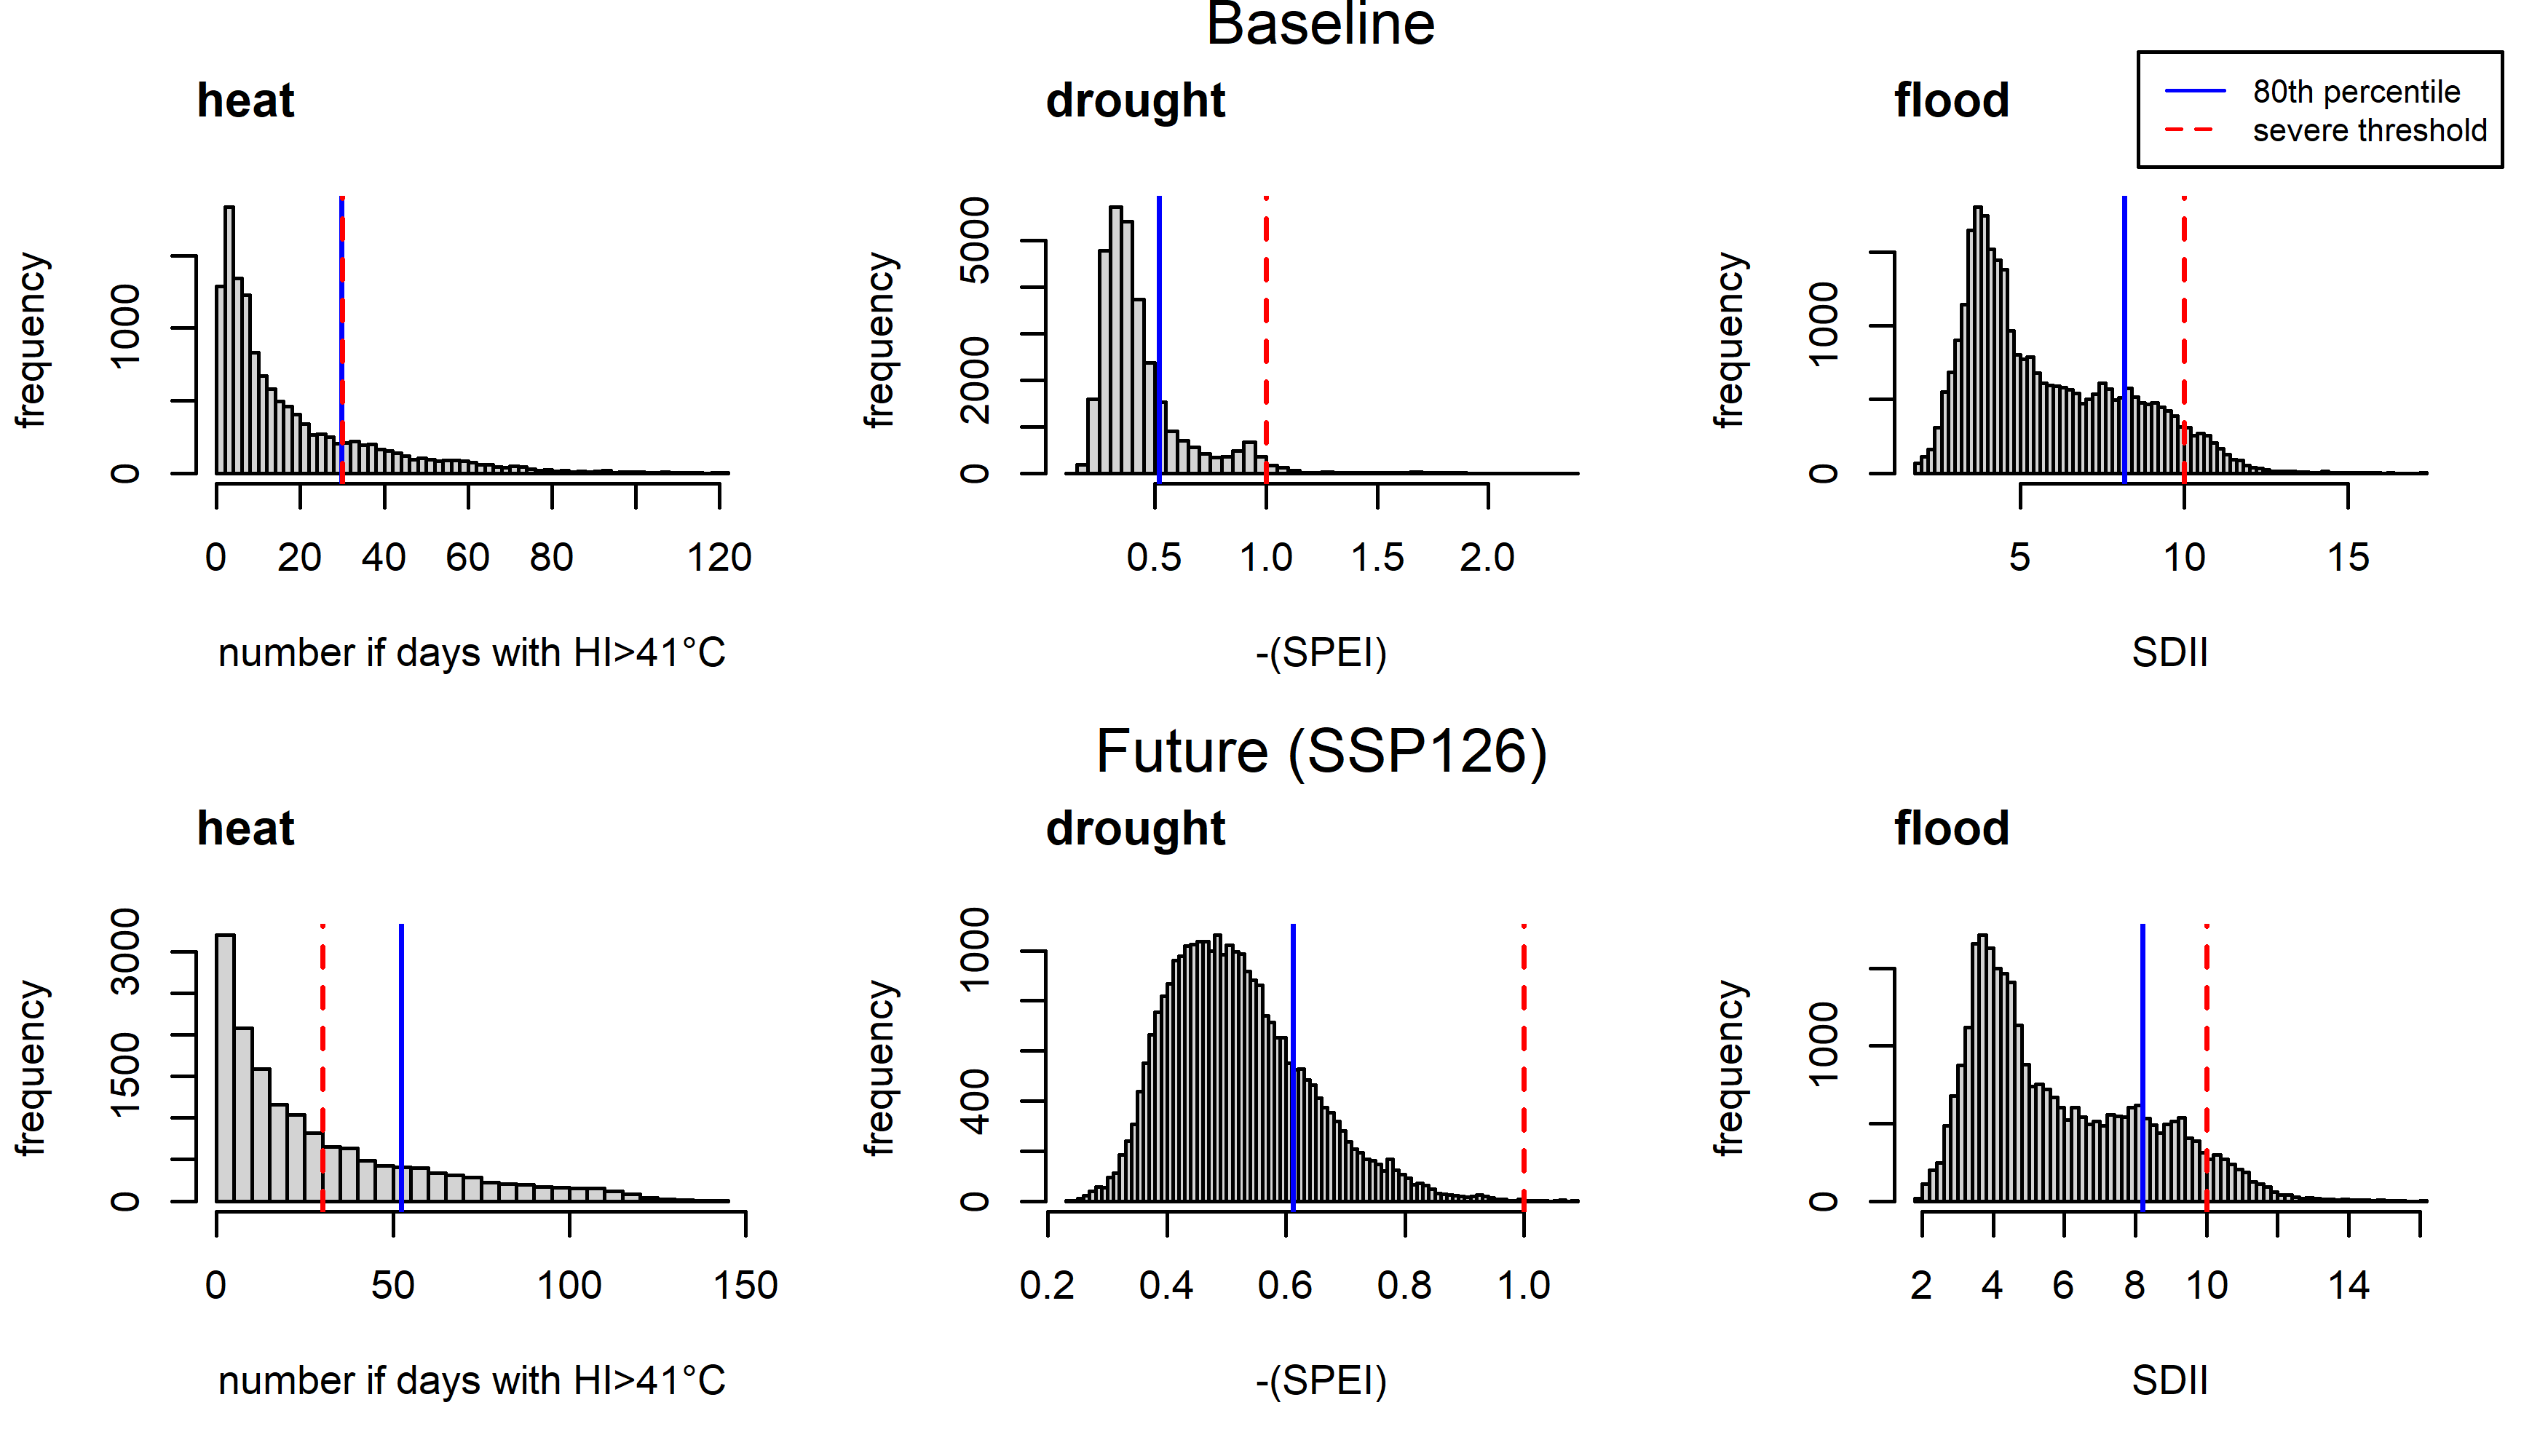 Baseline
heat
drought
flood
80th percentile
severe threshold
frequency
0
1000
0 20 40 60 80 120
number if days with HI>41°C
frequency
0 2000 5000
0.5 1.0 1.5 2.0
-(SPEI)
frequency
0 1000
5 10 15
SDII
Future (SSP126)
heat
drought
flood
frequency
0 1500 3000
0 50 100 150
number if days with HI>41°C
frequency
0 400 1000
0.2 0.4 0.6 0.8 1.0
-(SPEI)
frequency
0 1000
2 4 6 8 10 14
SDII